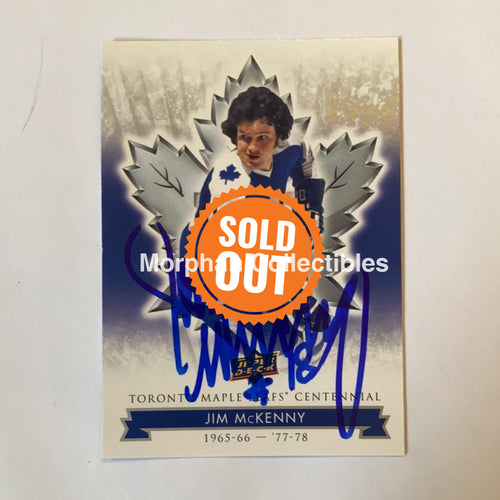 SOLD
OUT
Morphan Collectibles
UPPER
DECK
TORONTO MAPLE LEAFS® CENTENNIAL
JIM McKENNY
1965-66 — '77-78